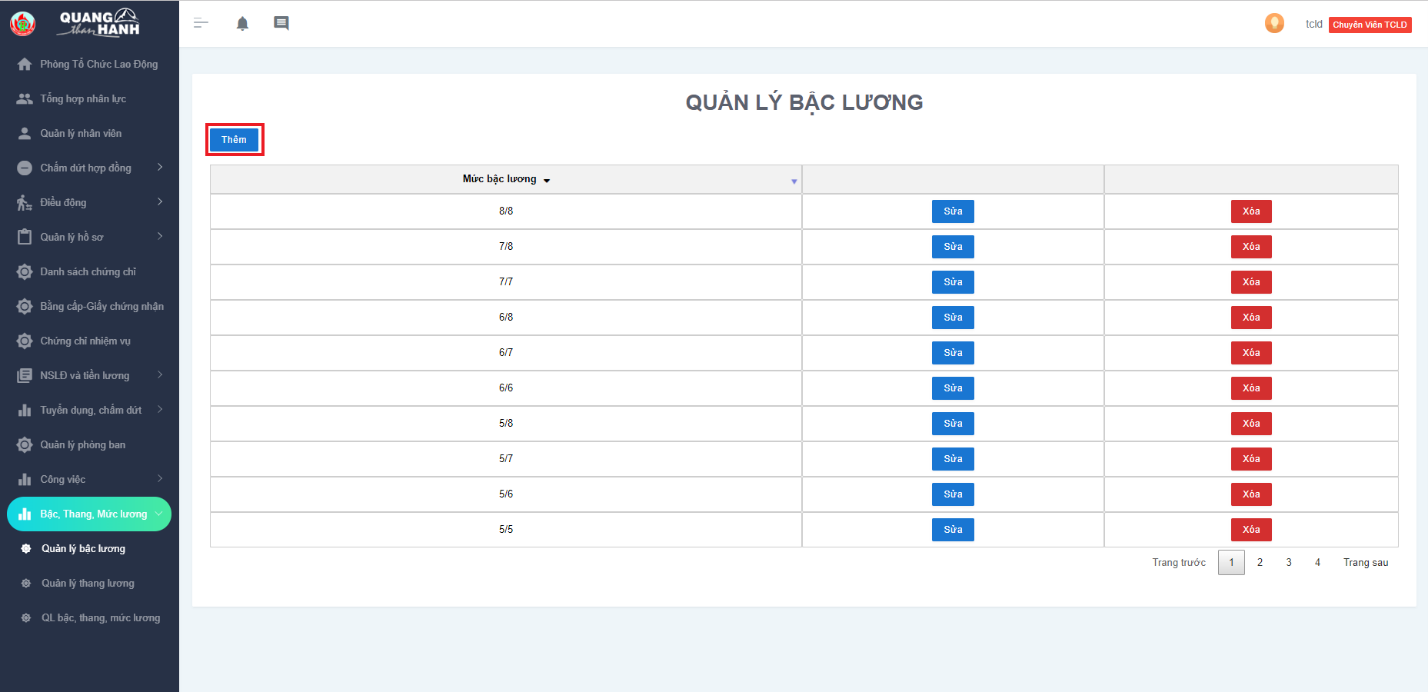 QUANG
than HANH
tcld Chuyên Viên TCLD
Phòng Tổ Chức Lao Động
Tổng hợp nhân lực
Quản lý nhân viên
Chấm dứt hợp đồng
Điều động
Quản lý hồ sơ
Danh sách chứng chỉ
Bằng cấp-Giấy chứng nhận
Chứng chỉ nhiệm vụ
NSLĐ và tiền lương
Tuyển dụng, chấm dứt
Quản lý phòng ban
Công việc
Bậc, Thang, Mức lương
Quản lý bậc lương
Quản lý thang lương
QL bậc, thang, mức lương
QUẢN LÝ BẬC LƯƠNG
Thêm
Mức bậc lương
8/8 Sửa Xóa
7/8 Sửa Xóa
7/7 Sửa Xóa
6/8 Sửa Xóa
6/7 Sửa Xóa
6/6 Sửa Xóa
5/8 Sửa Xóa
5/7 Sửa Xóa
5/6 Sửa Xóa
5/5 Sửa Xóa
Trang trước 1 2 3 4 Trang sau